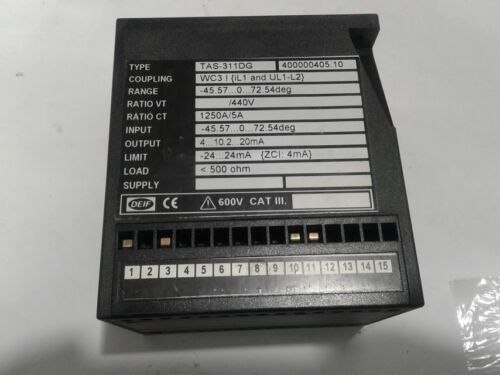 TYPE TAS-311DG 400000405.10
COUPLING WC3 I {iL1 and UL1-L2}
RANGE -45.57...0...72.54deg
RATIO VT /440V
RATIO CT 1250A/5A
INPUT -45.57...0...72.54deg
OUTPUT 4...10.2...20mA
LIMIT -24...24mA {ZCI: 4mA}
LOAD < 500 ohm
SUPPLY
DEIF CE 600V CAT III.
1 2 3 4 5 6 7 8 9 10 11 12 13 14 15